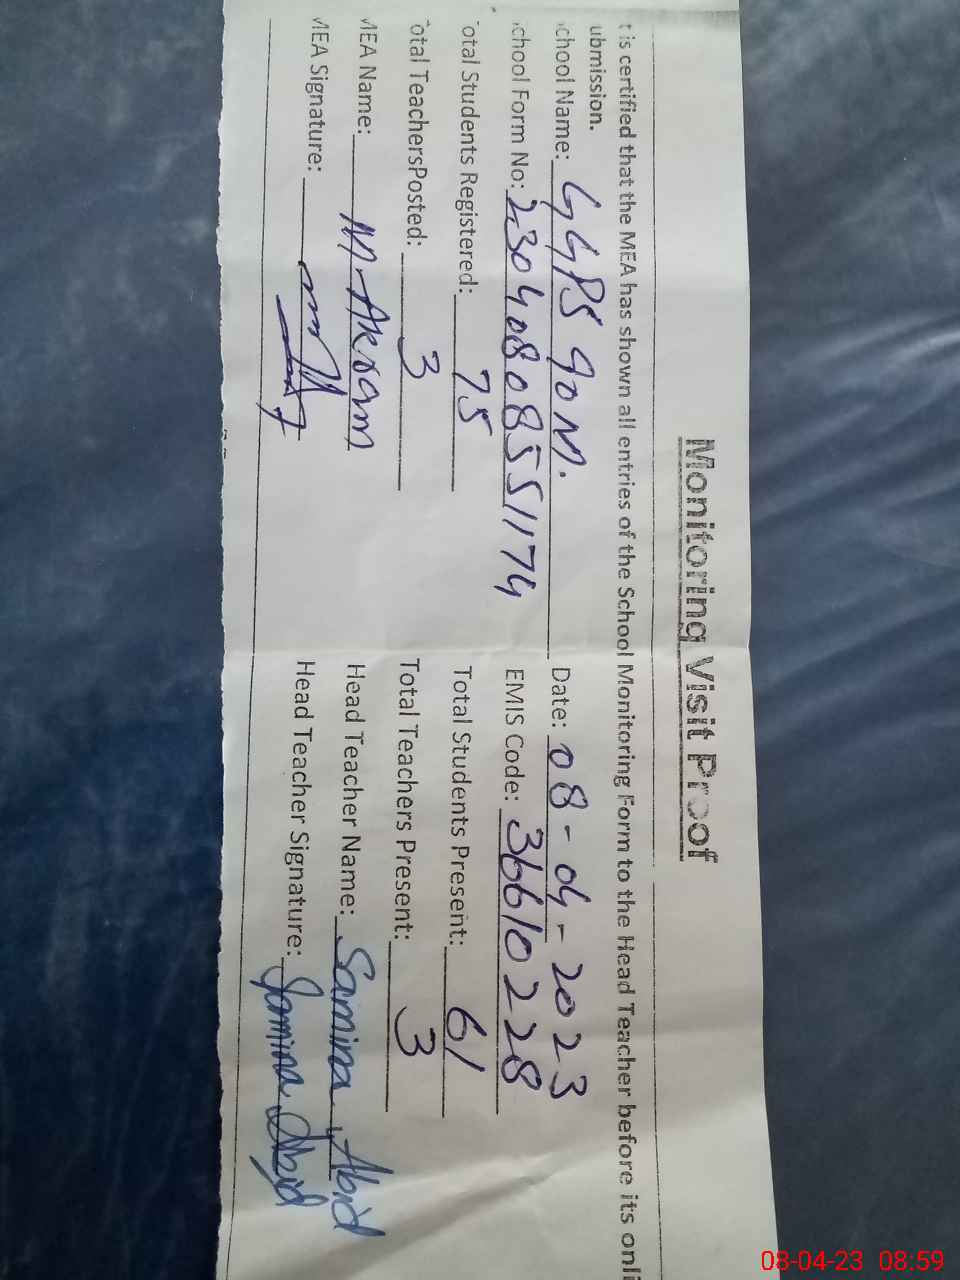 Monitoring Visit Proof
t is certified that the MEA has shown all entries of the School Monitoring Form to the Head Teacher before its onli
ubmission.
chool Name: GGPS 90M. Date: 08-04-2023
chool Form No: 23040808551174 EMIS Code: 36610228
otal Students Registered: 75 Total Students Present: 61
otal TeachersPosted: 3 Total Teachers Present: 3
MEA Name: M-Akram Head Teacher Name: Samina Abid
MEA Signature: Head Teacher Signature: Samina Abid
08-04-23 08:59